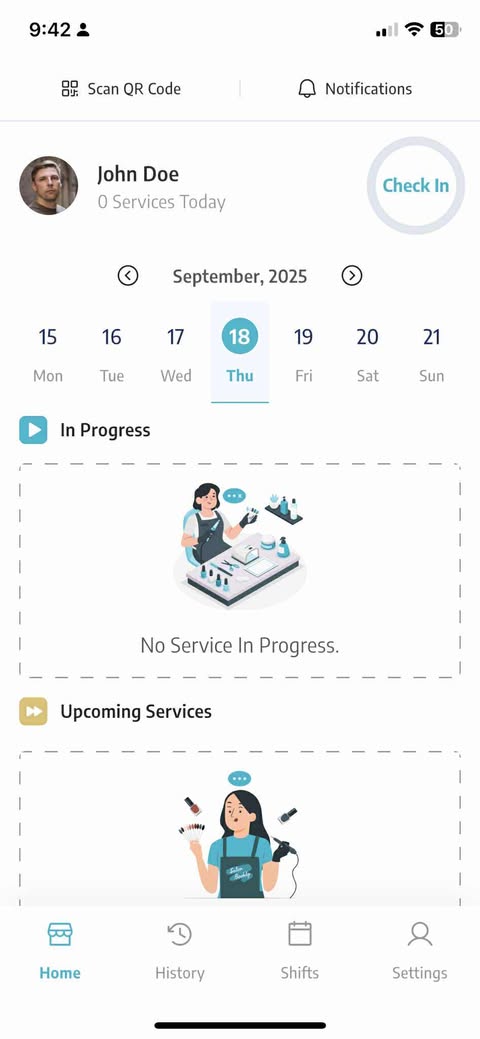 9:42
50
Scan QR Code
Notifications
John Doe
0 Services Today
Check In
September, 2025
15 16 17 18 19 20 21
Mon Tue Wed Thu Fri Sat Sun
In Progress
No Service In Progress.
Upcoming Services
Home History Shifts Settings